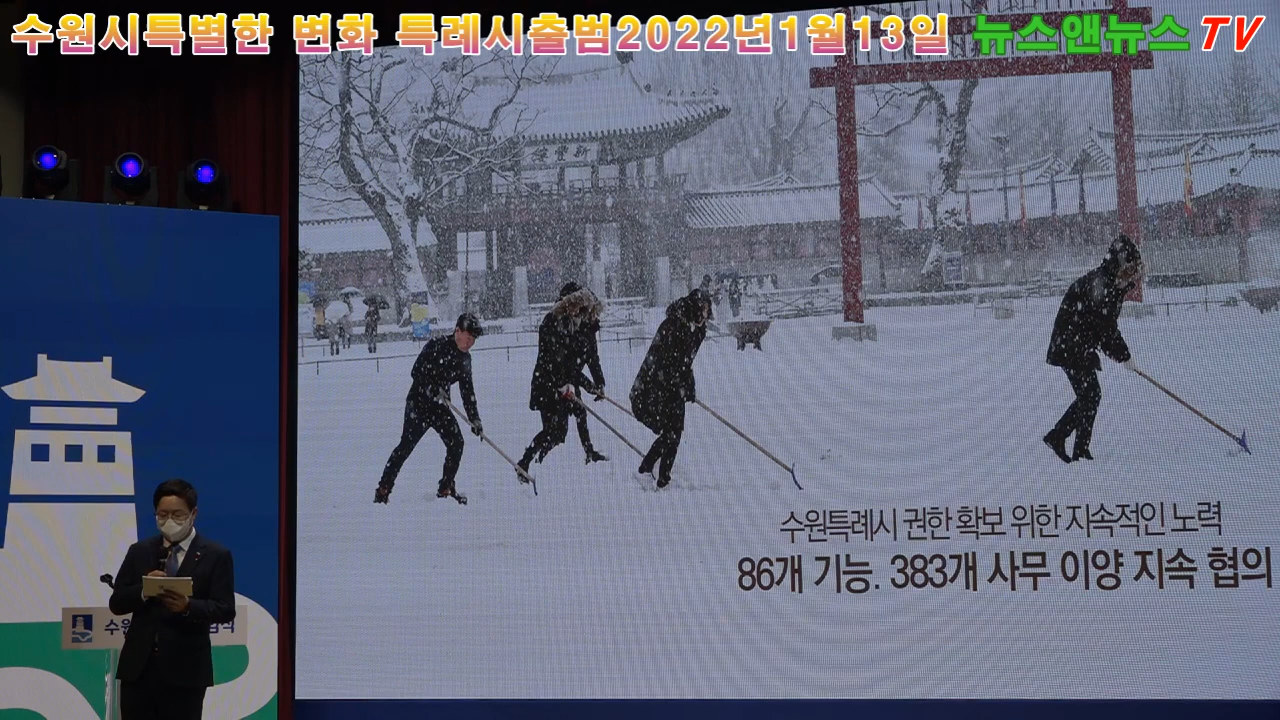 수원시특별한 변화 특례시출범2022년1월13일 뉴스앤뉴스TV
수원특례시 권한 확보 위한 지속적인 노력
86개 기능. 383개 사무 이양 지속 협의